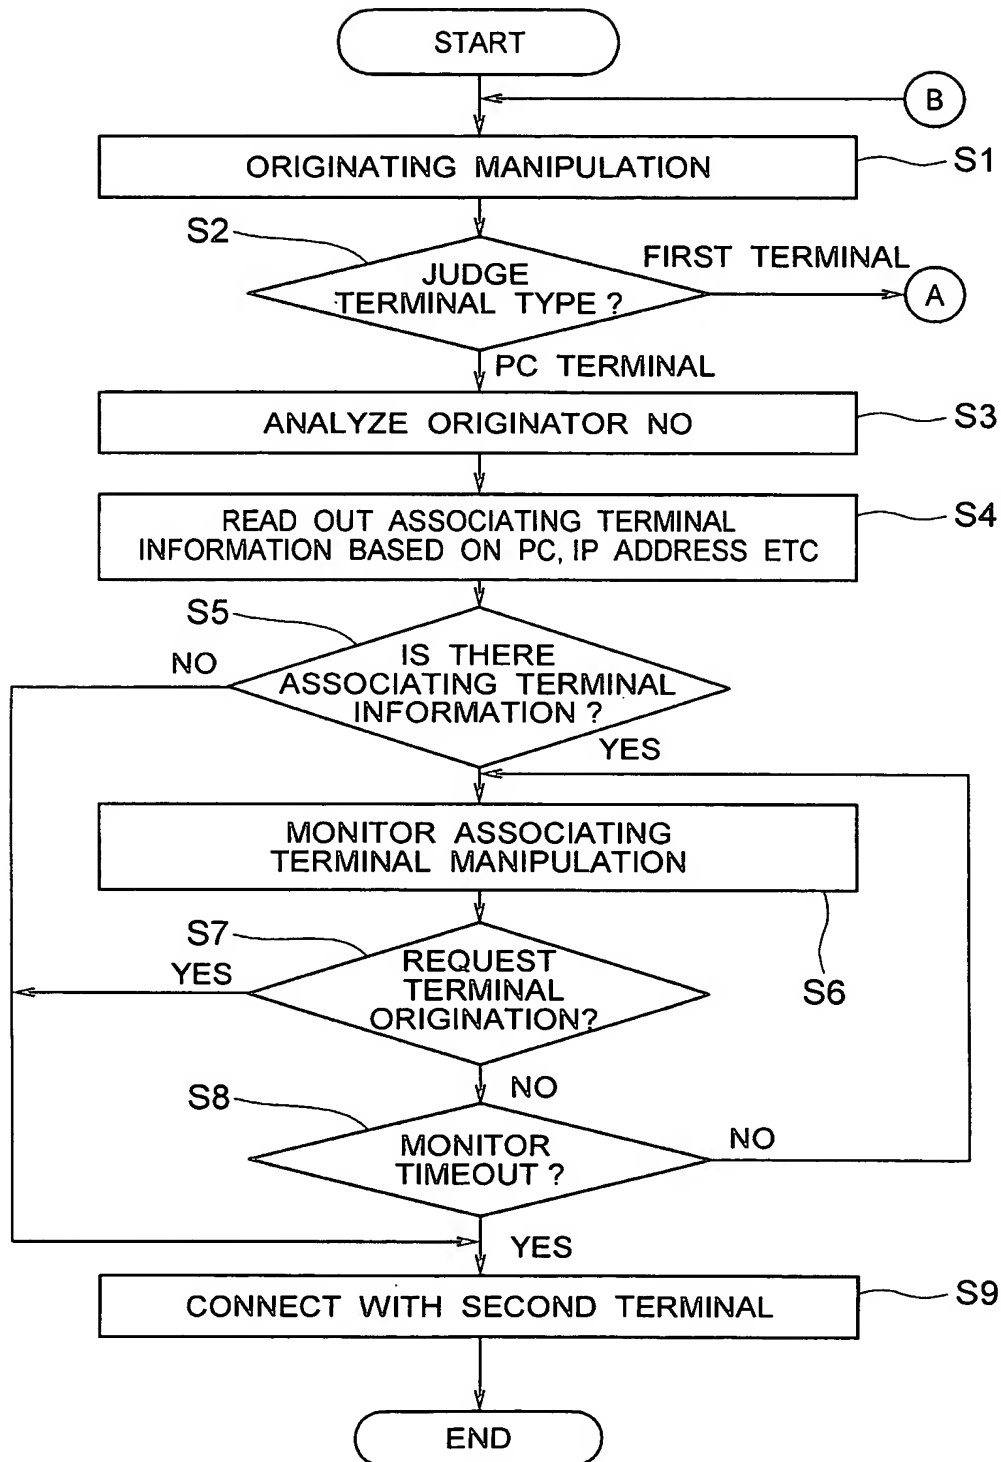 START
B
ORIGINATING MANIPULATION
S1
S2
FIRST TERMINAL
JUDGE
TERMINAL TYPE ?
A
PC TERMINAL
ANALYZE ORIGINATOR NO
S3
READ OUT ASSOCIATING TERMINAL
INFORMATION BASED ON PC, IP ADDRESS ETC
S4
S5
NO
IS THERE
ASSOCIATING TERMINAL
INFORMATION ?
YES
MONITOR ASSOCIATING
TERMINAL MANIPULATION
S6
S7
YES
REQUEST
TERMINAL
ORIGINATION?
NO
S8
MONITOR
TIMEOUT ?
NO
YES
CONNECT WITH SECOND TERMINAL
S9
END